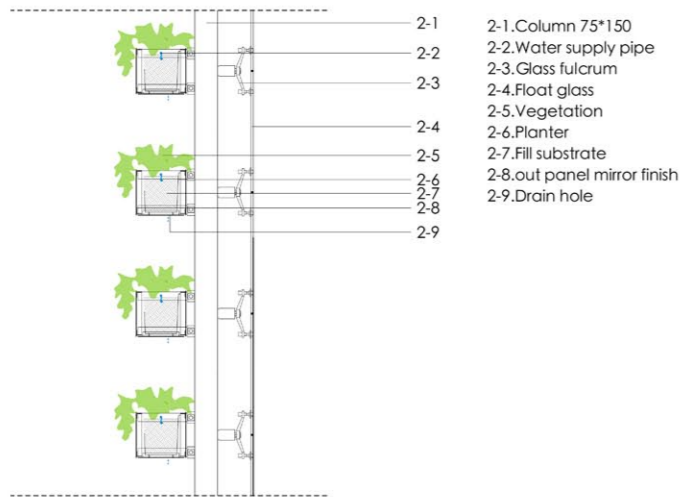 2-1
2-2
2-3
2-4
2-5
2-6
2-7
2-8
2-9
2-1.Column 75*150
2-2.Water supply pipe
2-3.Glass fulcrum
2-4.Float glass
2-5.Vegetation
2-6.Planter
2-7.Fill substrate
2-8.out panel mirror finish
2-9.Drain hole